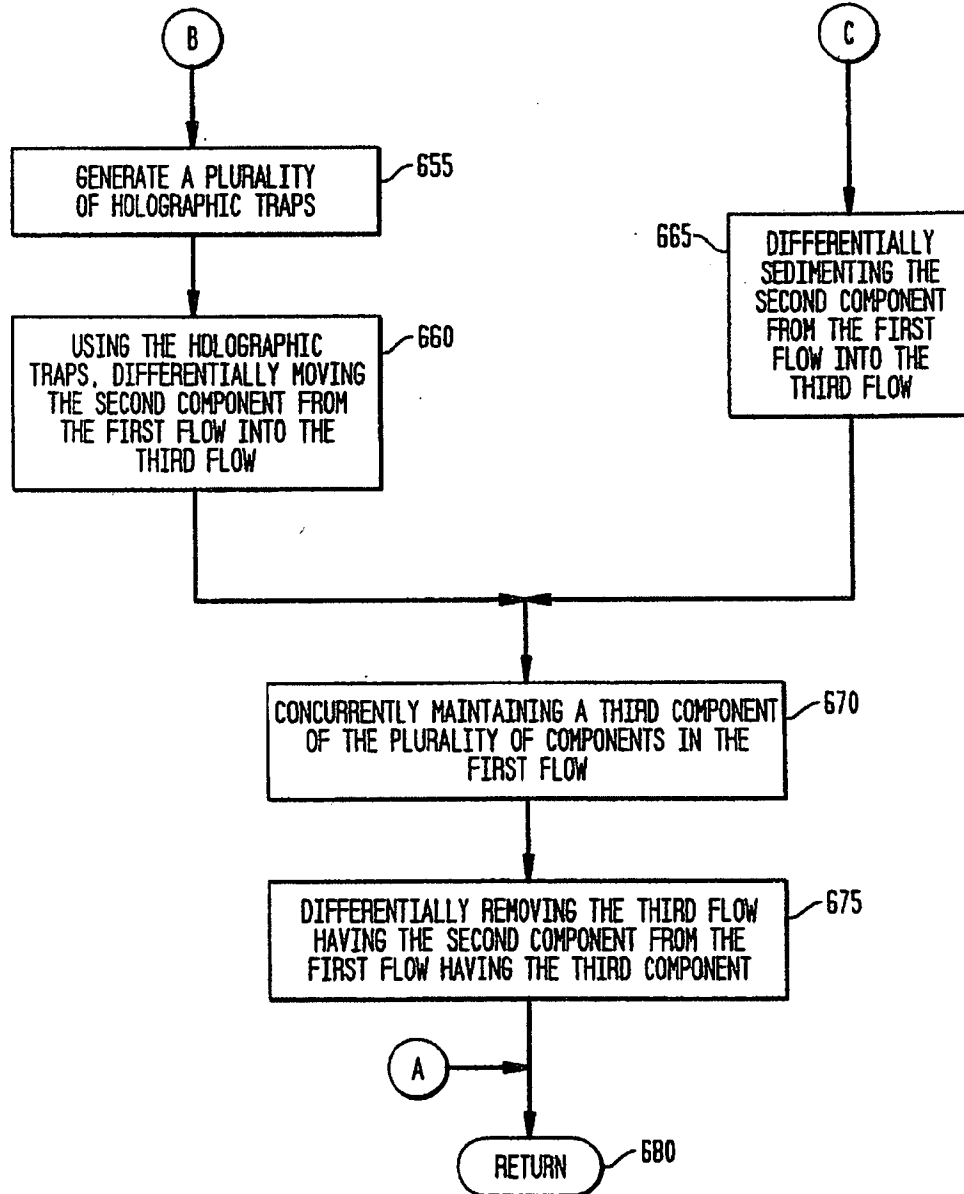 B
C
GENERATE A PLURALITY
OF HOLOGRAPHIC TRAPS
655
665
DIFFERENTIALLY
SEDIMENTING THE
SECOND COMPONENT
FROM THE FIRST
FLOW INTO THE
THIRD FLOW
USING THE HOLOGRAPHIC
TRAPS, DIFFERENTIALLY MOVING
THE SECOND COMPONENT FROM
THE FIRST FLOW INTO THE
THIRD FLOW
660
CONCURRENTLY MAINTAINING A THIRD COMPONENT
OF THE PLURALITY OF COMPONENTS IN THE
FIRST FLOW
670
DIFFERENTIALLY REMOVING THE THIRD FLOW
HAVING THE SECOND COMPONENT FROM THE
FIRST FLOW HAVING THE THIRD COMPONENT
675
A
RETURN
680